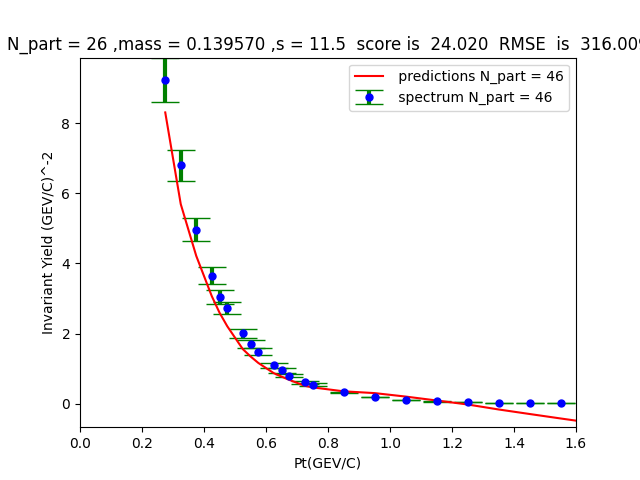 N_part = 26 ,mass = 0.139570 ,s = 11.5  score is  24.020  RMSE  is  316.009
predictions N_part = 46
spectrum N_part = 46
Invariant Yield (GEV/C)^-2
8
6
4
2
0
0.0 0.2 0.4 0.6 0.8 1.0 1.2 1.4 1.6
Pt(GEV/C)